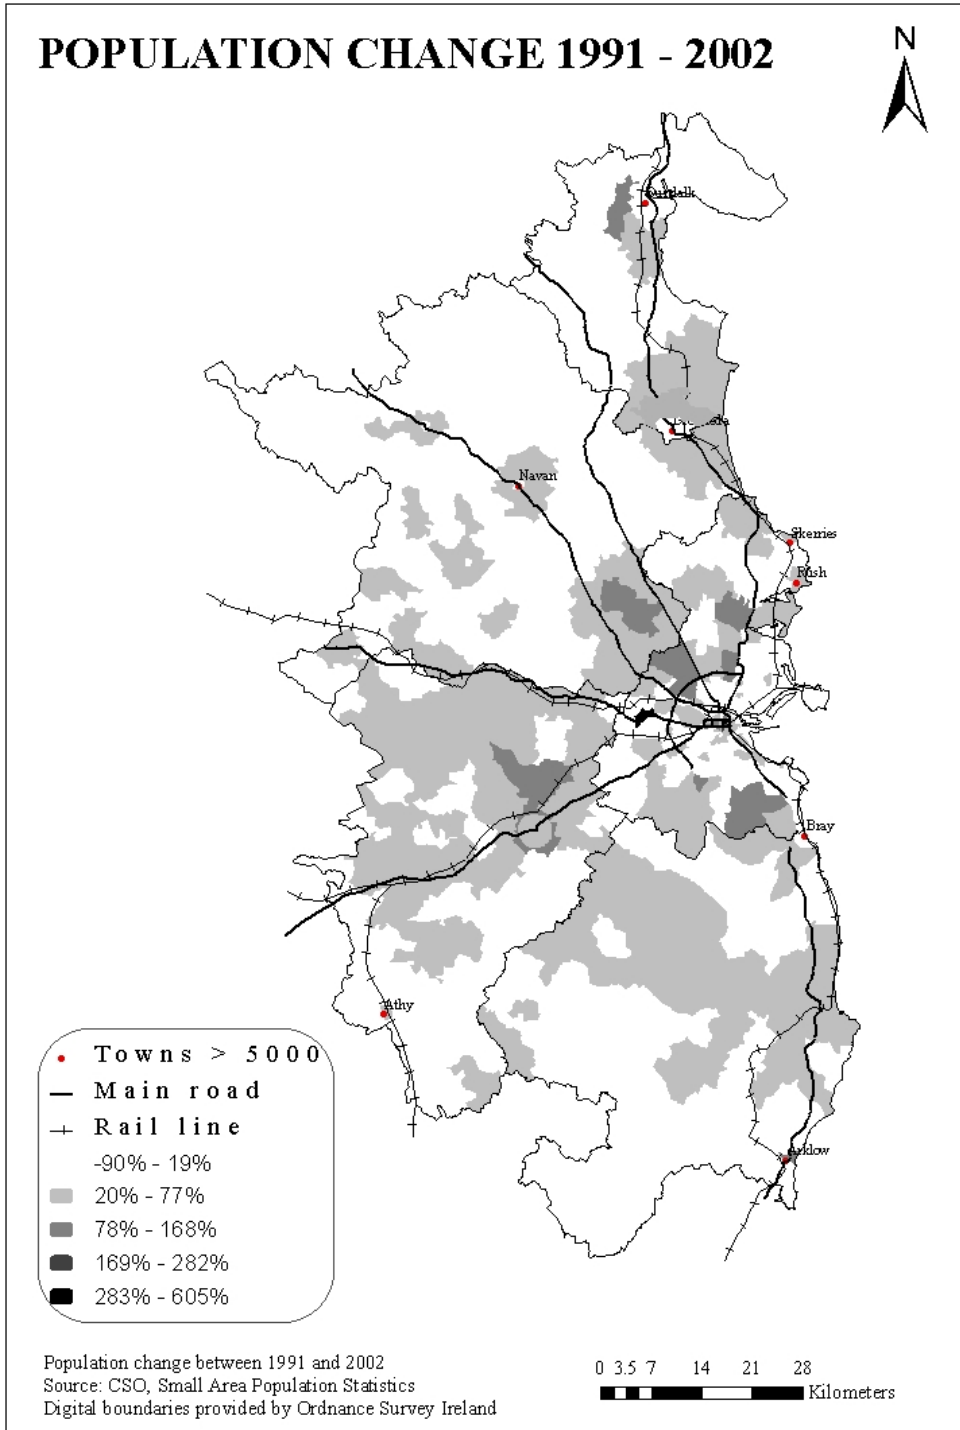 POPULATION CHANGE 1991 - 2002
N
Navan
Skerries
Rush
Bray
Athy
Arklow
Towns > 5000
Main road
Rail line
-90% - 19%
20% - 77%
78% - 168%
169% - 282%
283% - 605%
Population change between 1991 and 2002
Source: CSO, Small Area Population Statistics
Digital boundaries provided by Ordnance Survey Ireland
0 3.5 7 14 21 28
Kilometers